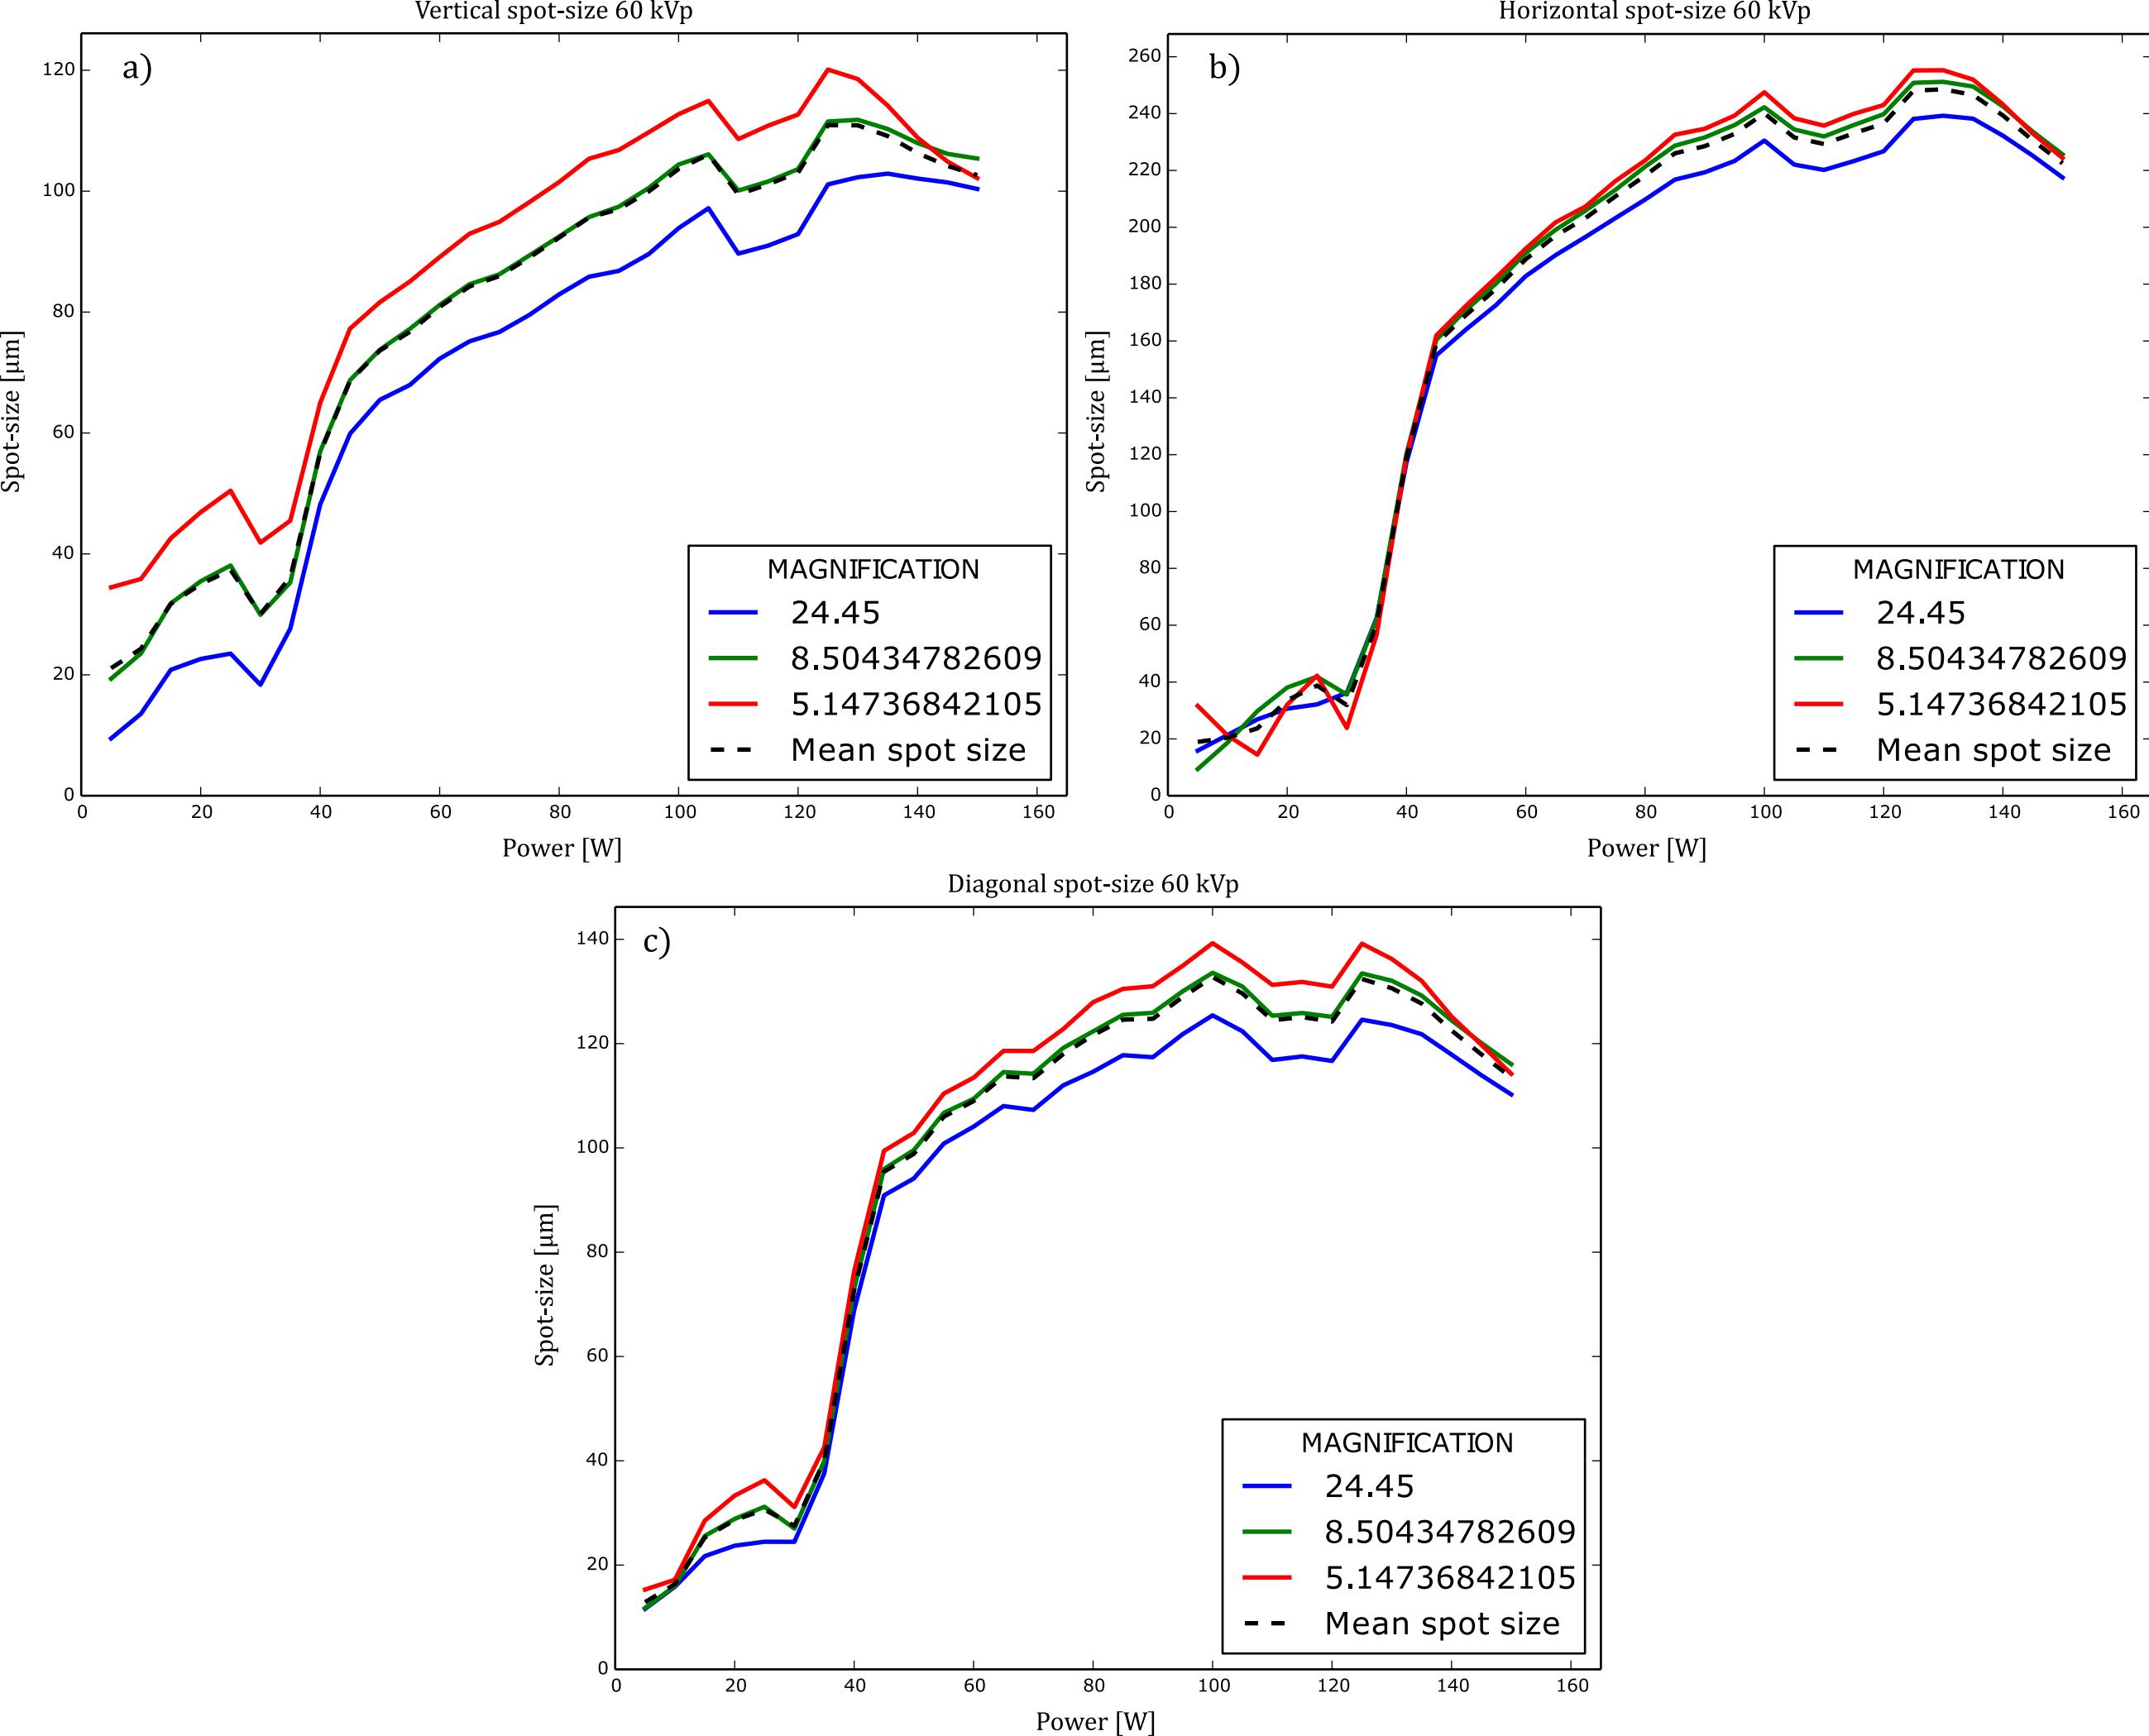 Vertical spot-size 60 kVp
a)
120
100
80
60
40
20
0
Spot-size [µm]
MAGNIFICATION
24.45
8.50434782609
5.14736842105
Mean spot size
0 20 40 60 80 100 120 140 160
Power [W]
Horizontal spot-size 60 kVp
b)
260
240
220
200
180
160
140
120
100
80
60
40
20
0
Spot-size [µm]
MAGNIFICATION
24.45
8.50434782609
5.14736842105
Mean spot size
0 20 40 60 80 100 120 140 160
Power [W]
Diagonal spot-size 60 kVp
c)
140
120
100
80
60
40
20
0
Spot-size [µm]
MAGNIFICATION
24.45
8.50434782609
5.14736842105
Mean spot size
0 20 40 60 80 100 120 140 160
Power [W]